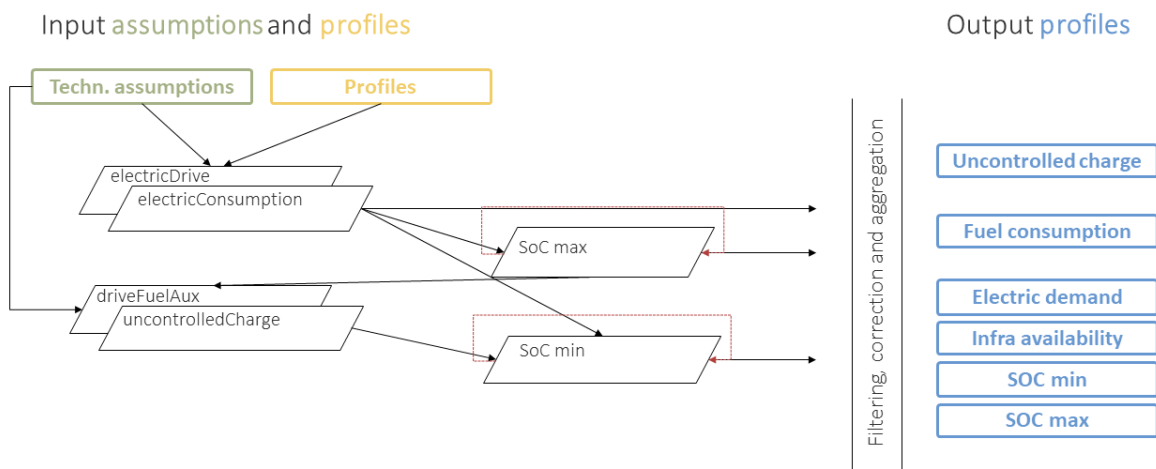 Input assumptions and profiles
Output profiles
Techn. assumptions
Profiles
electricDrive
electricConsumption
SoC max
driveFuelAux
uncontrolledCharge
SoC min
Filtering, correction and aggregation
Uncontrolled charge
Fuel consumption
Electric demand
Infra availability
SOC min
SOC max